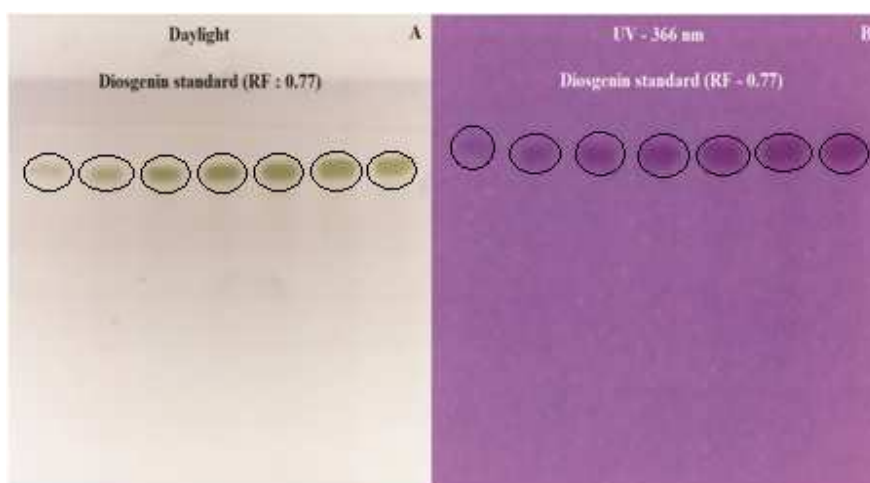 Daylight
A
Diosgenin standard (RF : 0.77)
UV - 366 nm
B
Diosgenin standard (RF - 0.77)